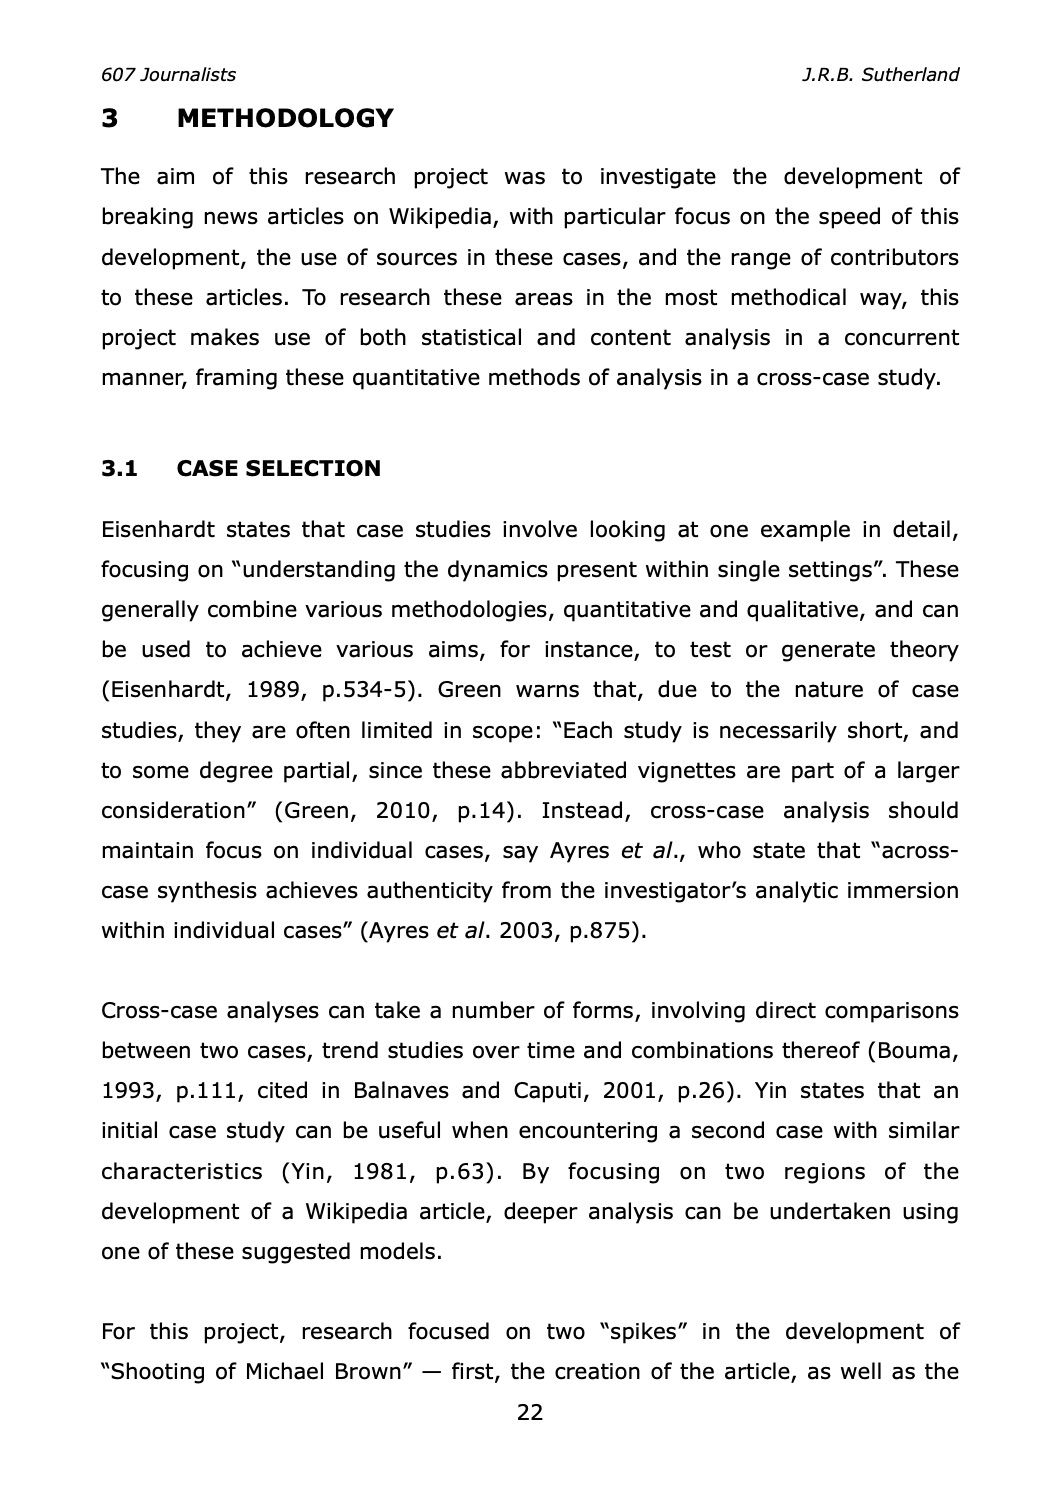 607 Journalists J.R.B. Sutherland
3 METHODOLOGY
The aim of this research project was to investigate the development of
breaking news articles on Wikipedia, with particular focus on the speed of this
development, the use of sources in these cases, and the range of contributors
to these articles. To research these areas in the most methodical way, this
project makes use of both statistical and content analysis in a concurrent
manner, framing these quantitative methods of analysis in a cross-case study.
3.1 CASE SELECTION
Eisenhardt states that case studies involve looking at one example in detail,
focusing on “understanding the dynamics present within single settings”. These
generally combine various methodologies, quantitative and qualitative, and can
be used to achieve various aims, for instance, to test or generate theory
(Eisenhardt, 1989, p.534-5). Green warns that, due to the nature of case
studies, they are often limited in scope: “Each study is necessarily short, and
to some degree partial, since these abbreviated vignettes are part of a larger
consideration” (Green, 2010, p.14). Instead, cross-case analysis should
maintain focus on individual cases, say Ayres et al., who state that “across-
case synthesis achieves authenticity from the investigator’s analytic immersion
within individual cases” (Ayres et al. 2003, p.875).
Cross-case analyses can take a number of forms, involving direct comparisons
between two cases, trend studies over time and combinations thereof (Bouma,
1993, p.111, cited in Balnaves and Caputi, 2001, p.26). Yin states that an
initial case study can be useful when encountering a second case with similar
characteristics (Yin, 1981, p.63). By focusing on two regions of the
development of a Wikipedia article, deeper analysis can be undertaken using
one of these suggested models.
For this project, research focused on two “spikes” in the development of
“Shooting of Michael Brown” — first, the creation of the article, as well as the
22